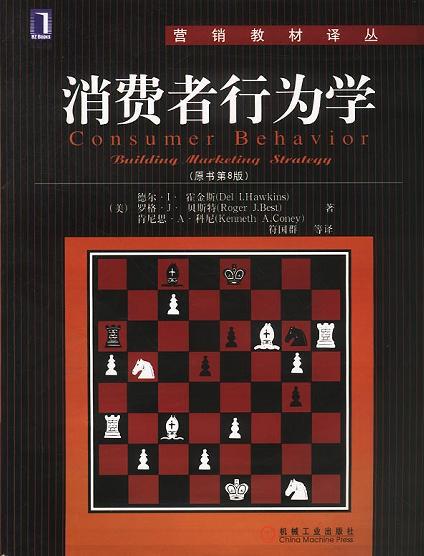 HZ Books
营销教材译丛
消费者行为学
Consumer Behavior
Building Marketing Strategy
(原书第8版)
德尔·I·霍金斯(Del I.Hawkins)
(美) 罗格·J·贝斯特(Roger J.Best) 著
肯尼思·A·科尼(Kenneth A.Coney)
符国群 等译
机械工业出版社
China Machine Press